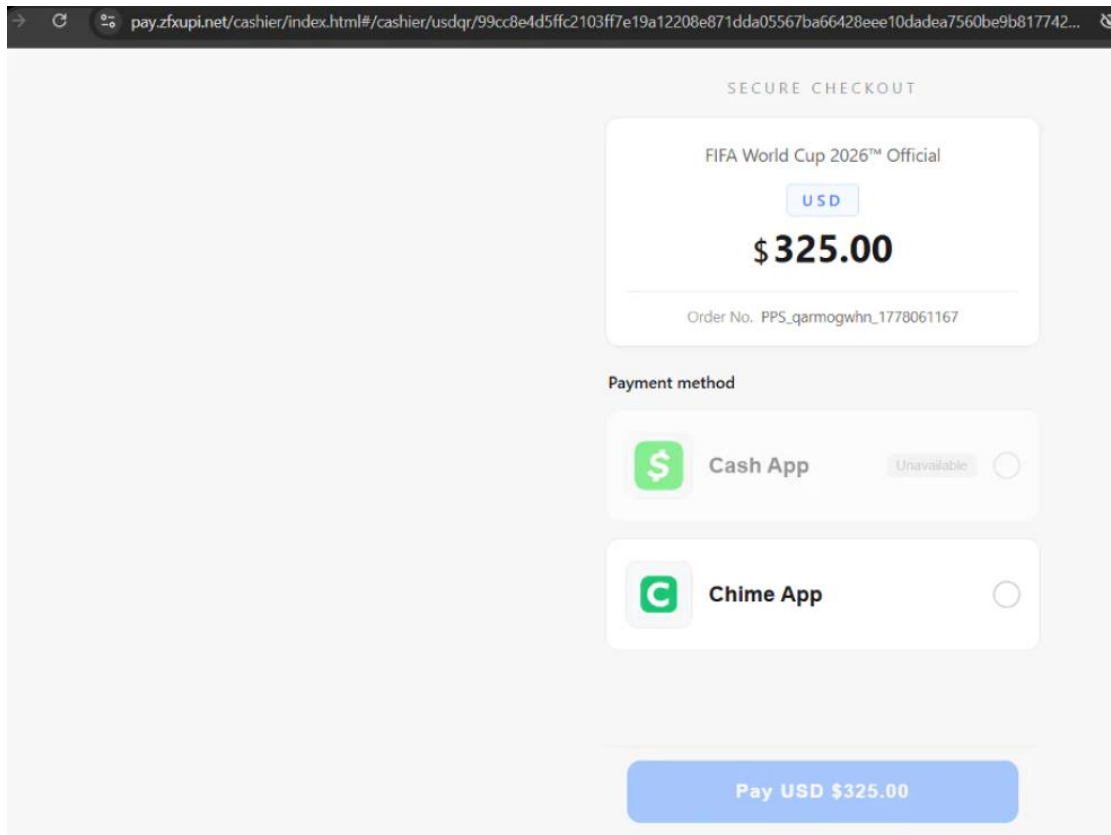 pay.zfxupi.net/cashier/index.html#/cashier/usdqr/99cc8e4d5ffc2103ff7e19a12208e871dda05567ba66428eee10dadea7560be9b817742...
SECURE CHECKOUT
FIFA World Cup 2026™ Official
USD
$325.00
Order No. PPS_qarmogwhn_1778061167
Payment method
Cash App Unavailable
Chime App
Pay USD $325.00